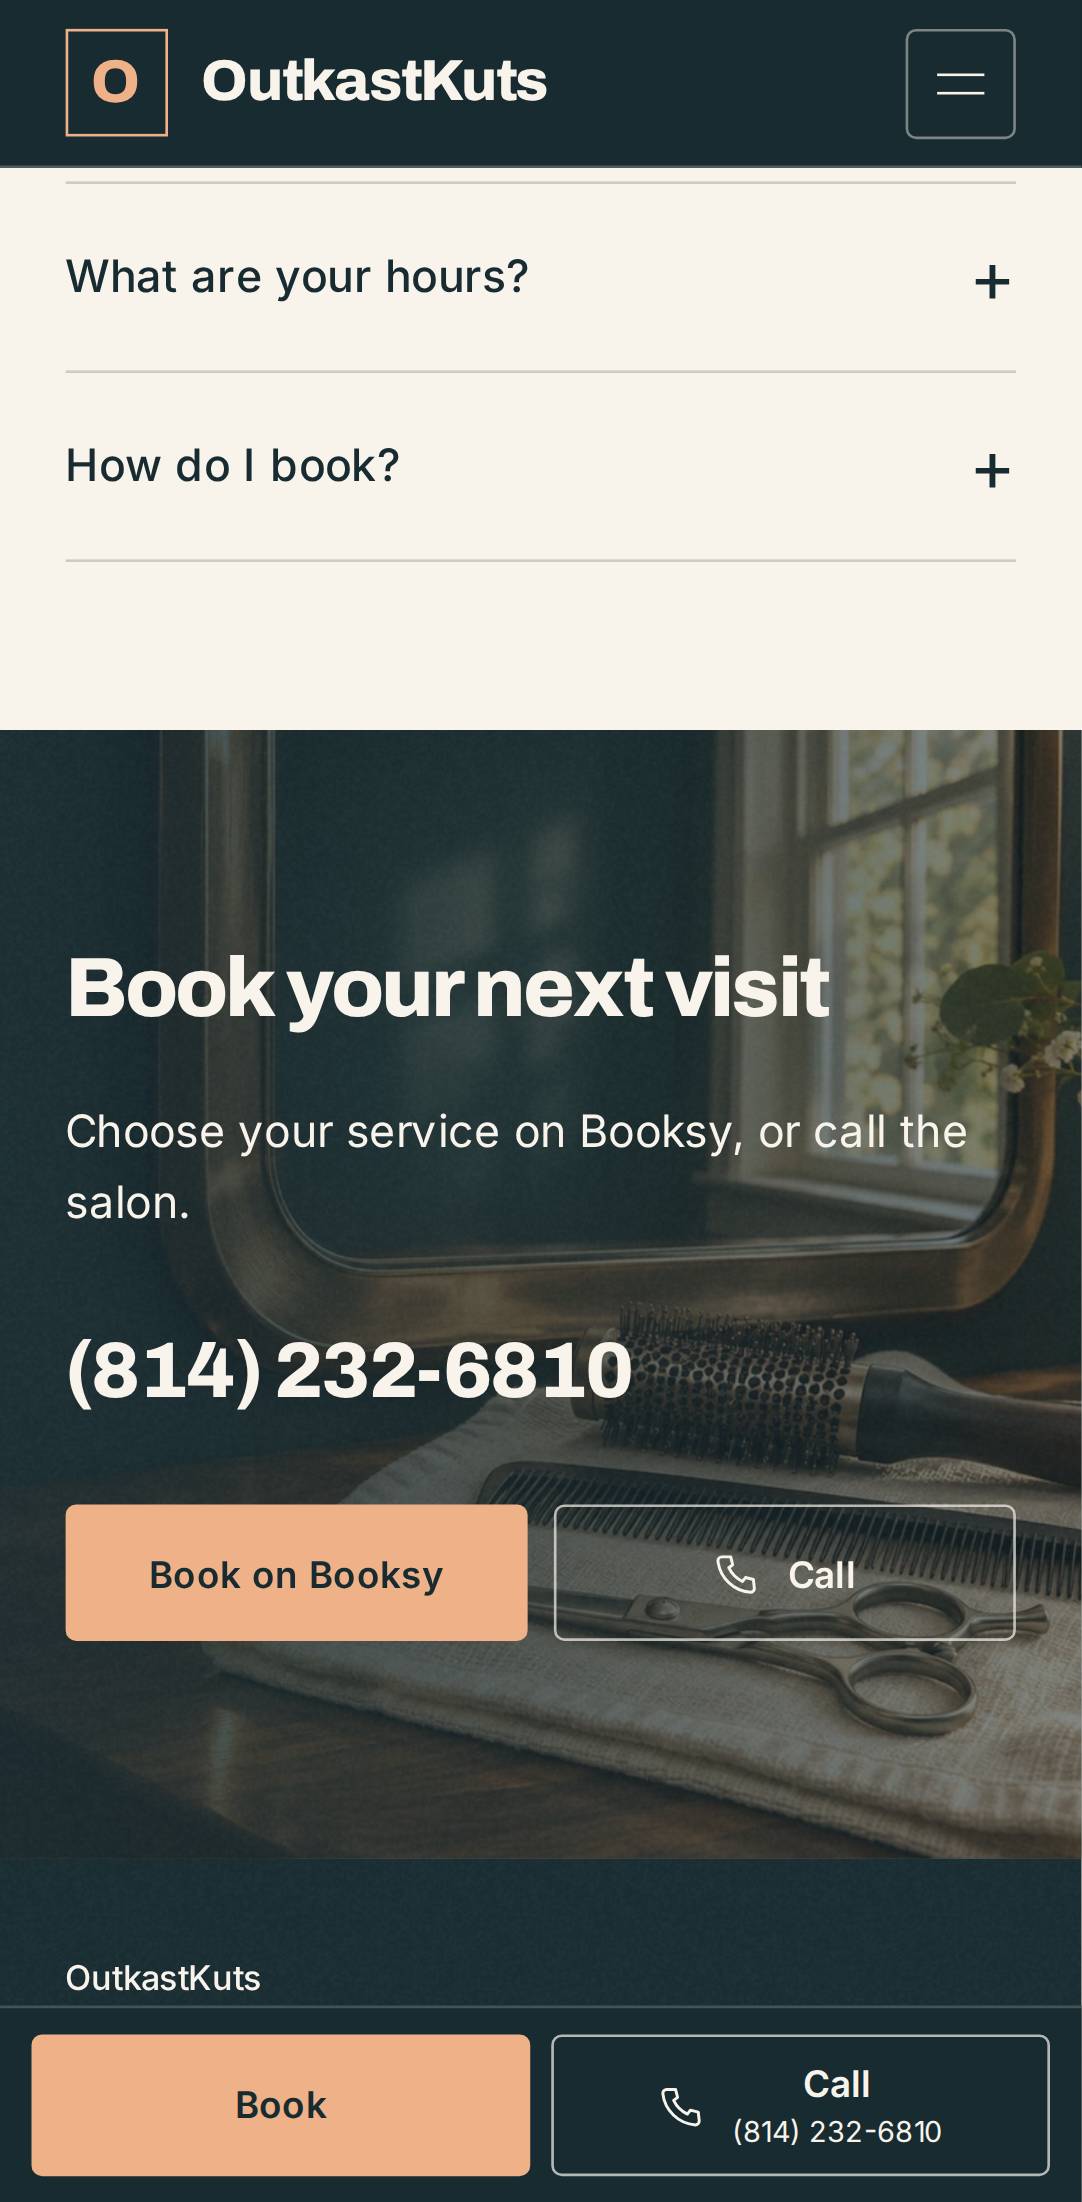 O OutkastKuts
What are your hours? +
How do I book? +
Book your next visit
Choose your service on Booksy, or call the
salon.
(814) 232-6810
Book on Booksy
Call
OutkastKuts
Book
Call
(814) 232-6810